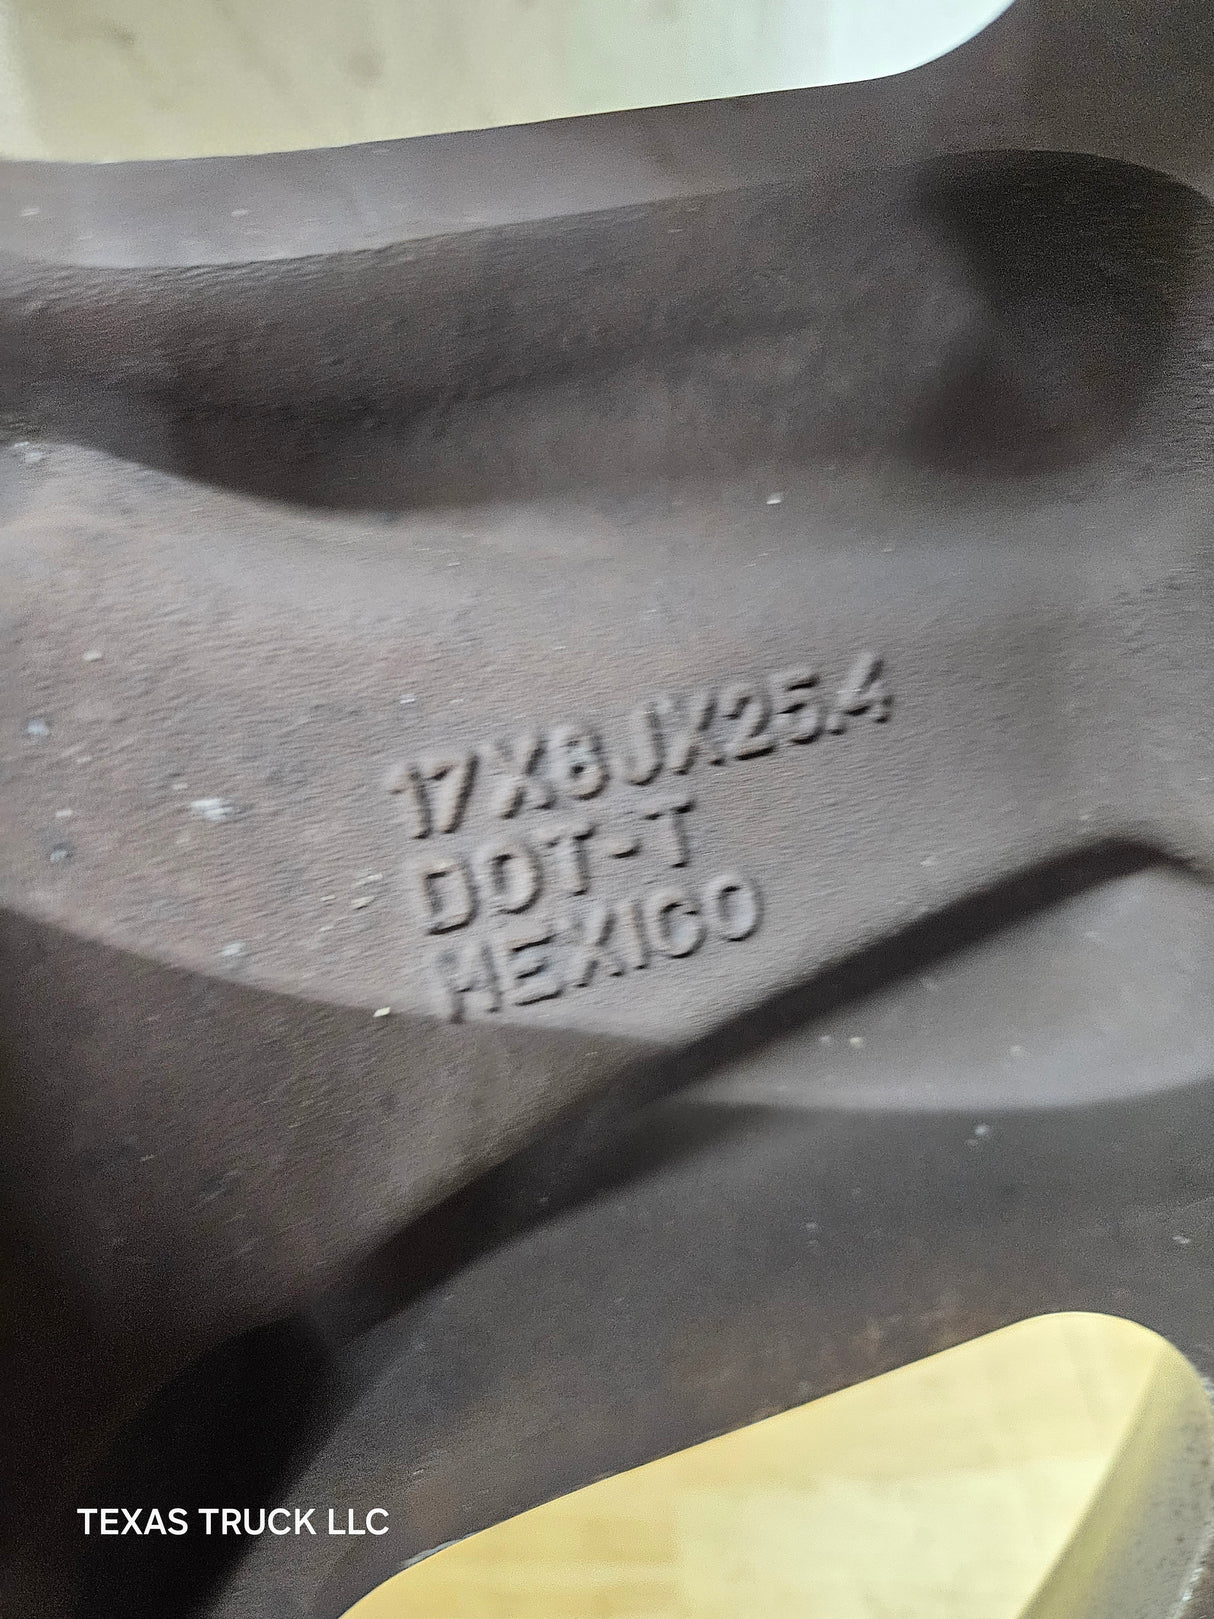 17X8JX25.4
DOT-T
MEXICO
TEXAS TRUCK LLC